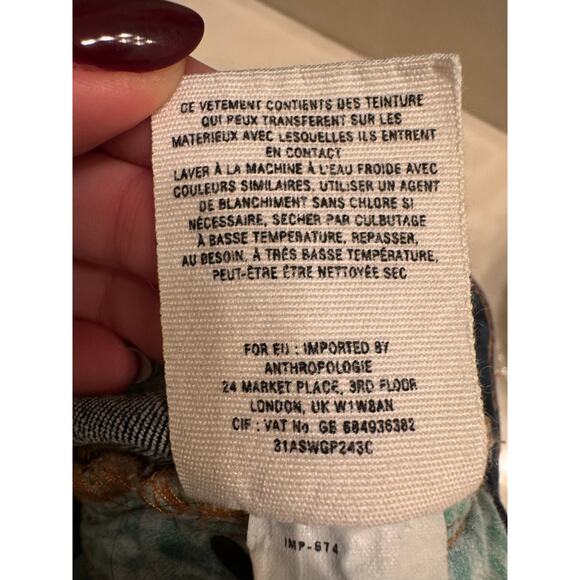 CE VETEMENT CONTIENTS DES TEINTURE
QUI PEUX TRANSFERENT SUR LES
MATERIEUX AVEC LESQUELLES ILS ENTRENT
EN CONTACT
LAVER À LA MACHINE À L'EAU FROIDE AVEC
COULEURS SIMILAIRES, UTILISER UN AGENT
DE BLANCHIMENT SANS CHLORE SI
NÉCESSAIRE, SECHER PAR CULBUTAGE
À BASSE TEMPERATURE, REPASSER,
AU BESOIN, À TRÈS BASSE TEMPÉRATURE,
PEUT-ÊTRE ÊTRE NETTOYÉE SEC
FOR EU : IMPORTED BY
ANTHROPOLOGIE
24 MARKET PLACE, 3RD FLOOR
LONDON, UK W1W8AN
CIF : VAT No. GB 684936382
31ASWGP243C
IMP-674